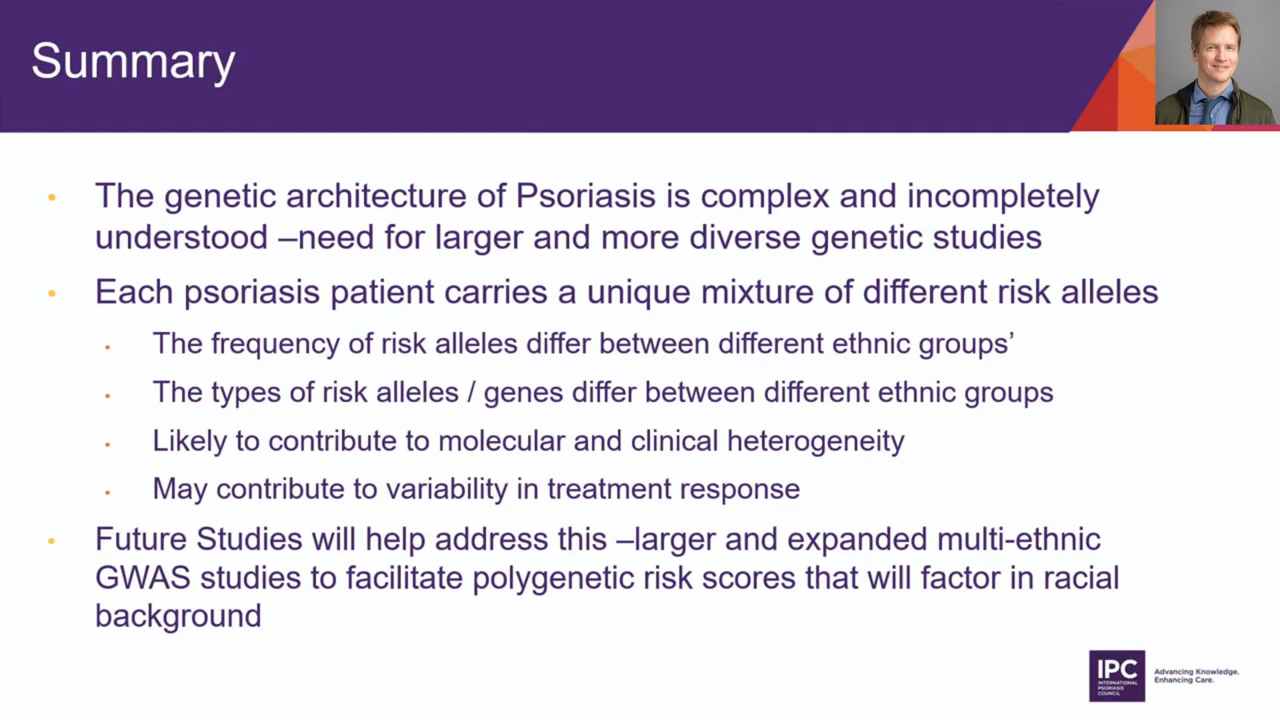 Summary
The genetic architecture of Psoriasis is complex and incompletely
understood –need for larger and more diverse genetic studies
Each psoriasis patient carries a unique mixture of different risk alleles
The frequency of risk alleles differ between different ethnic groups’
The types of risk alleles / genes differ between different ethnic groups
Likely to contribute to molecular and clinical heterogeneity
May contribute to variability in treatment response
Future Studies will help address this –larger and expanded multi-ethnic
GWAS studies to facilitate polygenetic risk scores that will factor in racial
background
IPC
INTERNATIONAL
PSORIASIS
COUNCIL
Advancing Knowledge.
Enhancing Care.